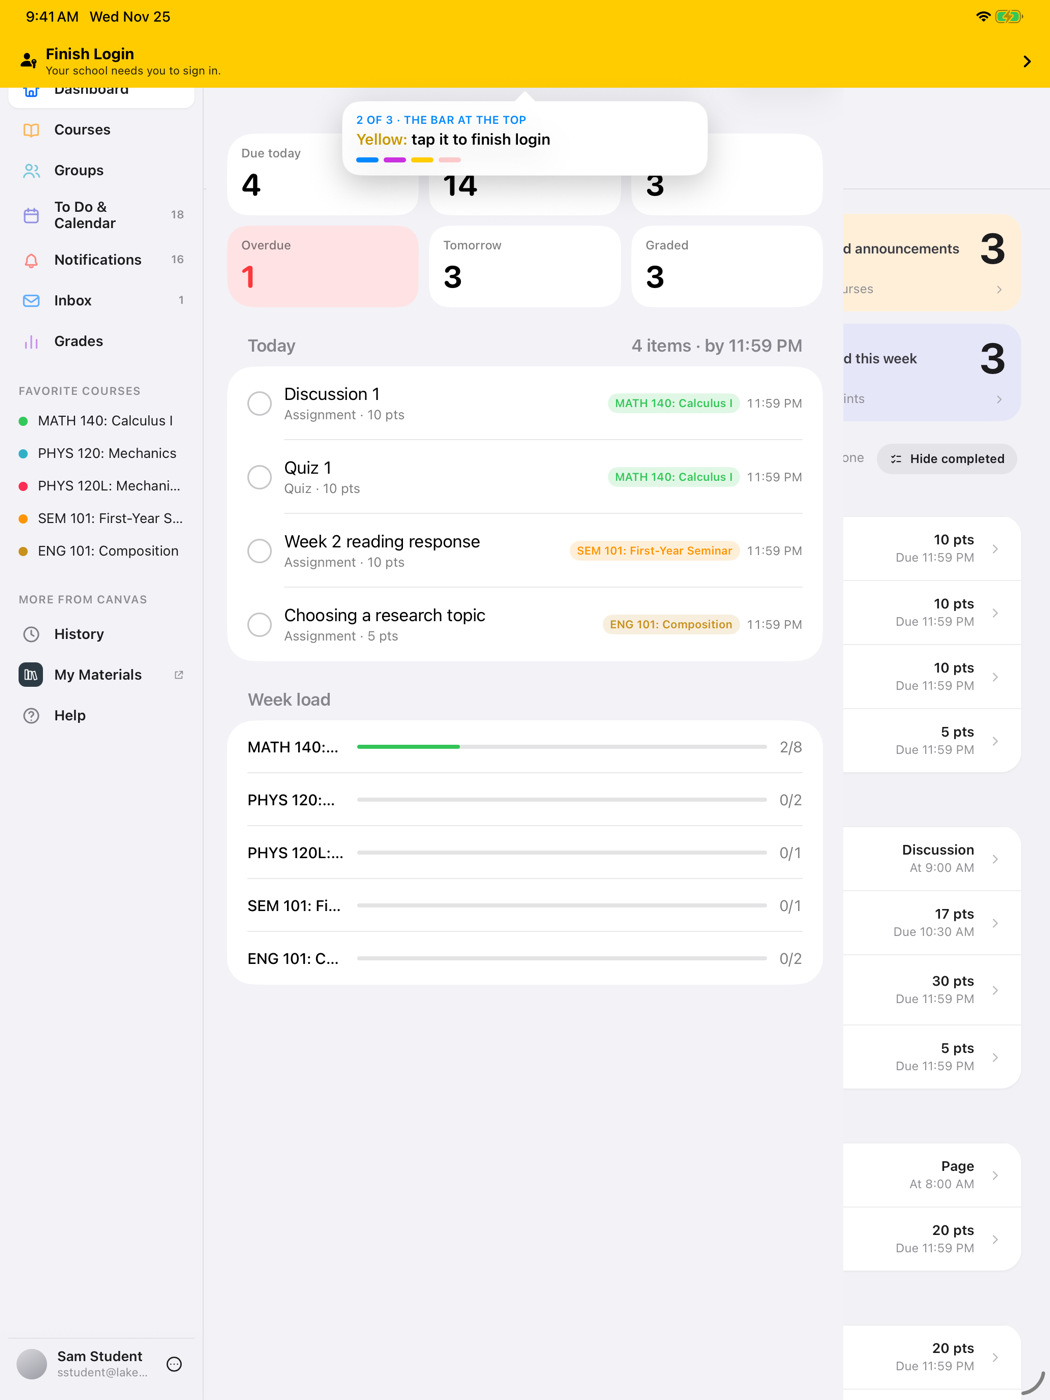 9:41 AM Wed Nov 25
Finish Login
Your school needs you to sign in.
Dashboard
Courses
Groups
To Do &
Calendar
18
Notifications
16
Inbox
1
Grades
FAVORITE COURSES
MATH 140: Calculus I
PHYS 120: Mechanics
PHYS 120L: Mechani...
SEM 101: First-Year S...
ENG 101: Composition
MORE FROM CANVAS
History
My Materials
Help
Sam Student
sstudent@lake...
2 OF 3 · THE BAR AT THE TOP
Yellow: tap it to finish login
Due today
4
14
3
Overdue
1
Tomorrow
3
Graded
3
Today
4 items · by 11:59 PM
Discussion 1
Assignment · 10 pts
MATH 140: Calculus I 11:59 PM
Quiz 1
Quiz · 10 pts
MATH 140: Calculus I 11:59 PM
Week 2 reading response
Assignment · 10 pts
SEM 101: First-Year Seminar 11:59 PM
Choosing a research topic
Assignment · 5 pts
ENG 101: Composition 11:59 PM
Week load
MATH 140:... 2/8
PHYS 120:... 0/2
PHYS 120L:... 0/1
SEM 101: Fi... 0/1
ENG 101: C... 0/2
d announcements
3
urses
d this week
3
ints
one
Hide completed
10 pts
Due 11:59 PM
10 pts
Due 11:59 PM
10 pts
Due 11:59 PM
5 pts
Due 11:59 PM
Discussion
At 9:00 AM
17 pts
Due 10:30 AM
30 pts
Due 11:59 PM
5 pts
Due 11:59 PM
Page
At 8:00 AM
20 pts
Due 11:59 PM
20 pts
Due 11:59 PM